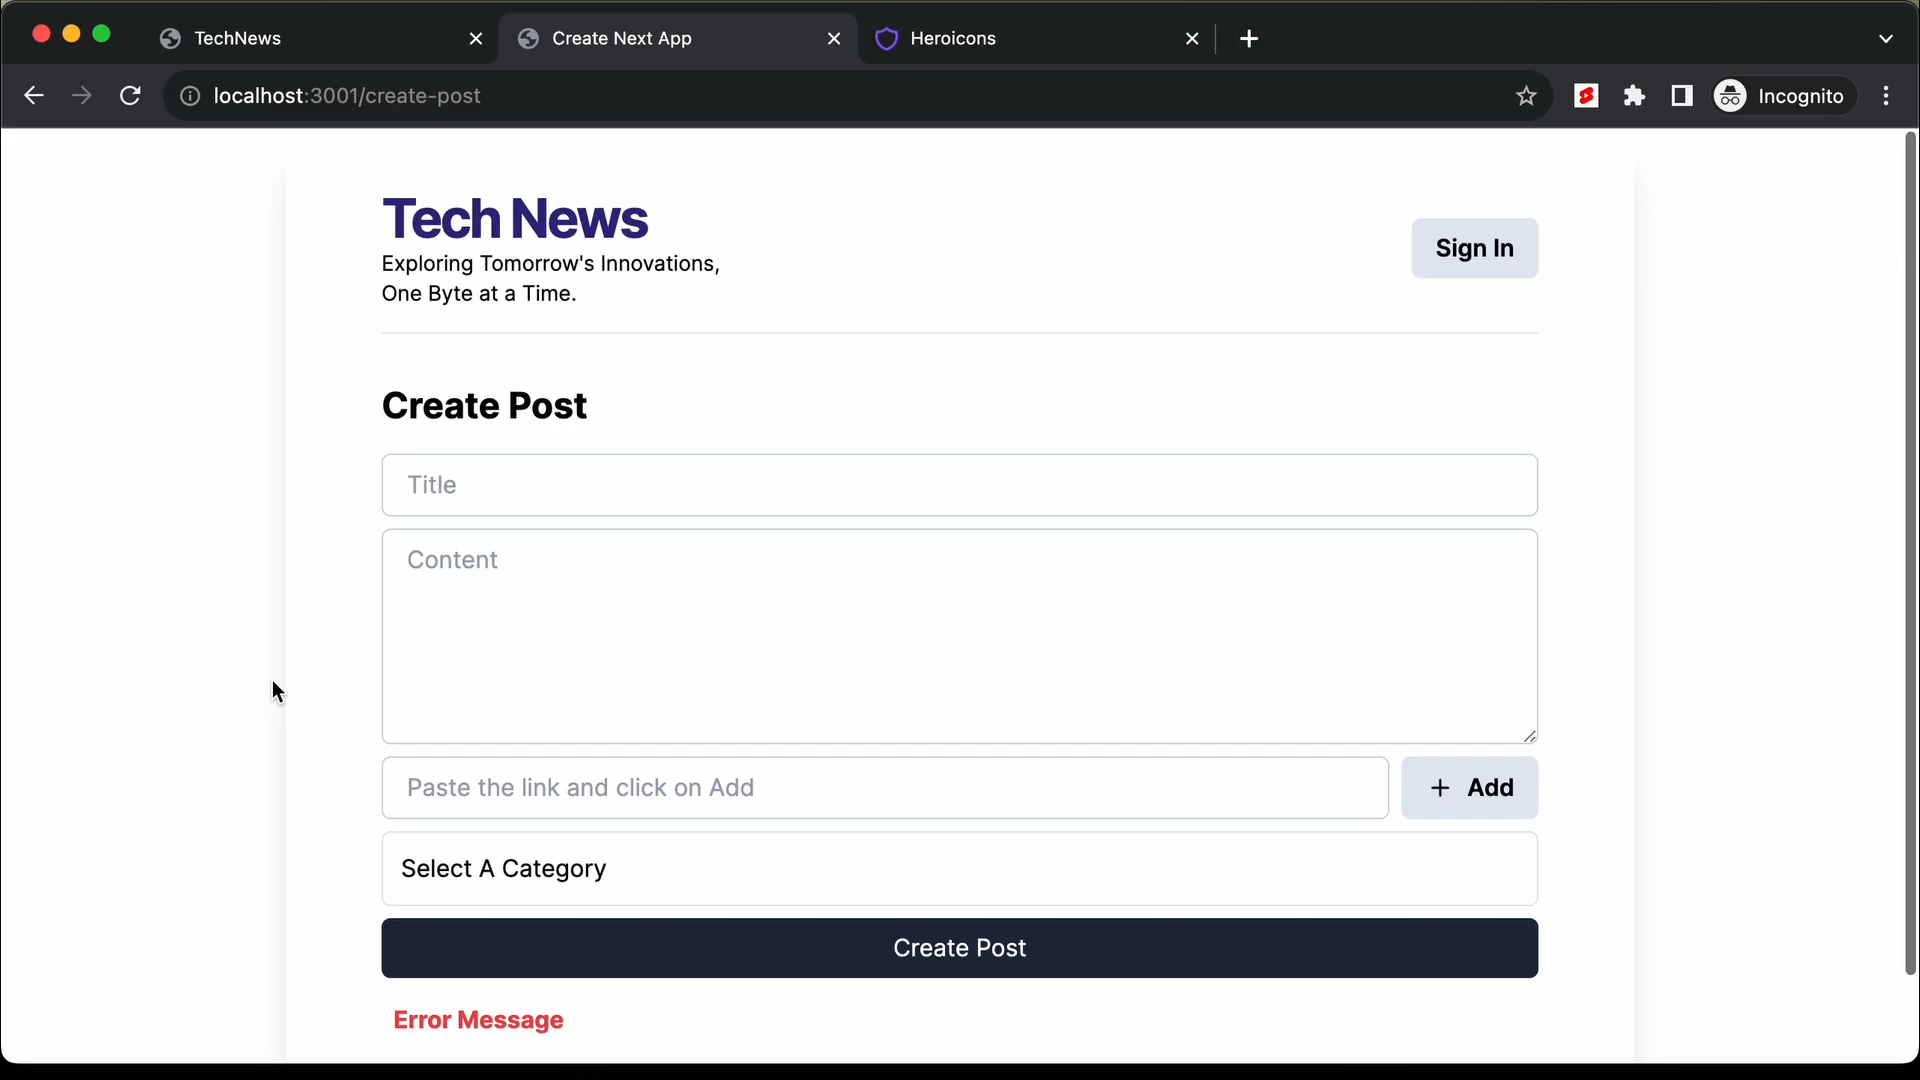 TechNews
Create Next App
Heroicons
localhost:3001/create-post
Incognito
Tech News
Exploring Tomorrow's Innovations,
One Byte at a Time.
Sign In
Create Post
Title
Content
Paste the link and click on Add
+ Add
Select A Category
Create Post
Error Message